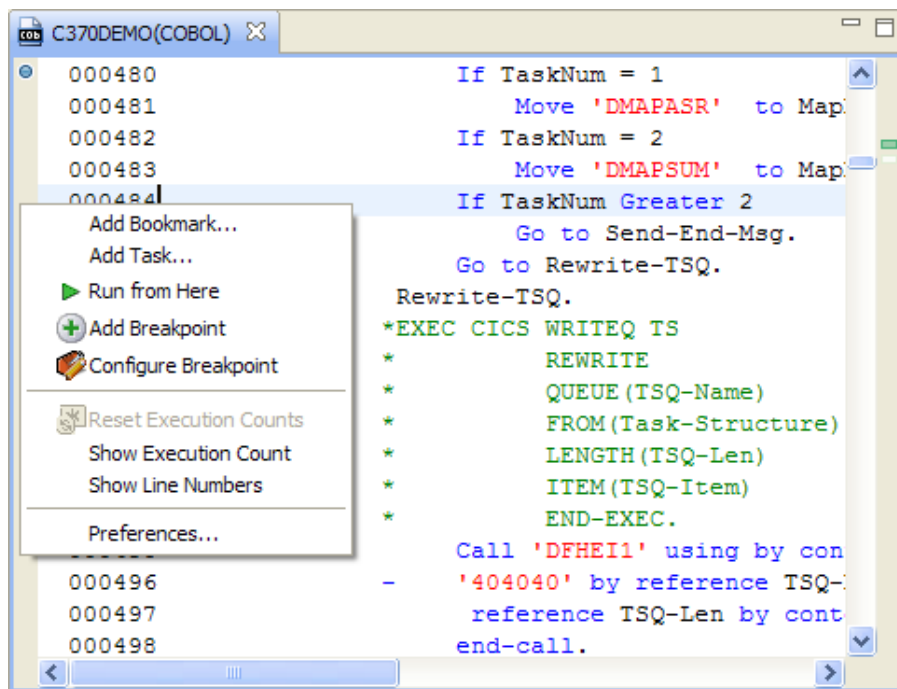 cob C370DEMO(COBOL)
000480 If TaskNum = 1
000481 Move 'DMAPASR' to Map
000482 If TaskNum = 2
000483 Move 'DMAPSUM' to Map
000484 If TaskNum Greater 2
Add Bookmark... Go to Send-End-Msg.
Add Task... Go to Rewrite-TSQ.
Run from Here Rewrite-TSQ.
Add Breakpoint *EXEC CICS WRITEQ TS
Configure Breakpoint * REWRITE
* QUEUE(TSQ-Name)
Reset Execution Counts * FROM(Task-Structure)
Show Execution Count * LENGTH(TSQ-Len)
Show Line Numbers * ITEM(TSQ-Item)
Preferences... * END-EXEC.
Call 'DFHEI1' using by con
000496 - '404040' by reference TSQ-
000497 reference TSQ-Len by cont
000498 end-call.